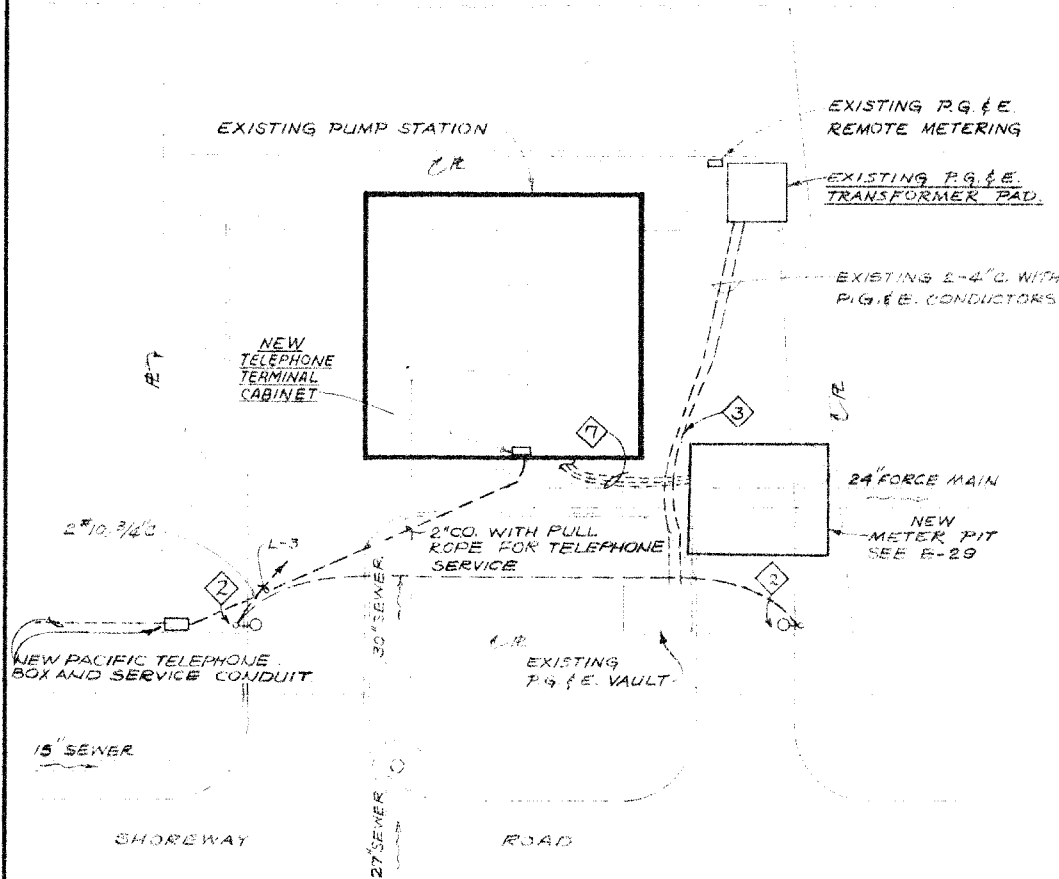 EXISTING P.G. & E.
REMOTE METERING
EXISTING PUMP STATION
EXISTING P.G. & E.
TRANSFORMER PAD.
EXISTING 2-4"C. WITH
P.G. & E. CONDUCTORS
NEW
TELEPHONE
TERMINAL
CABINET
3
7
24" FORCE MAIN
NEW
METER PIT
SEE E-29
2#10, 3/4"C
L-3
2"C.O. WITH PULL
ROPE FOR TELEPHONE
SERVICE
2
2
30" SEWER
NEW PACIFIC TELEPHONE
BOX AND SERVICE CONDUIT
EXISTING
P.G. & E. VAULT
15" SEWER
27" SEWER
SHOREWAY ROAD